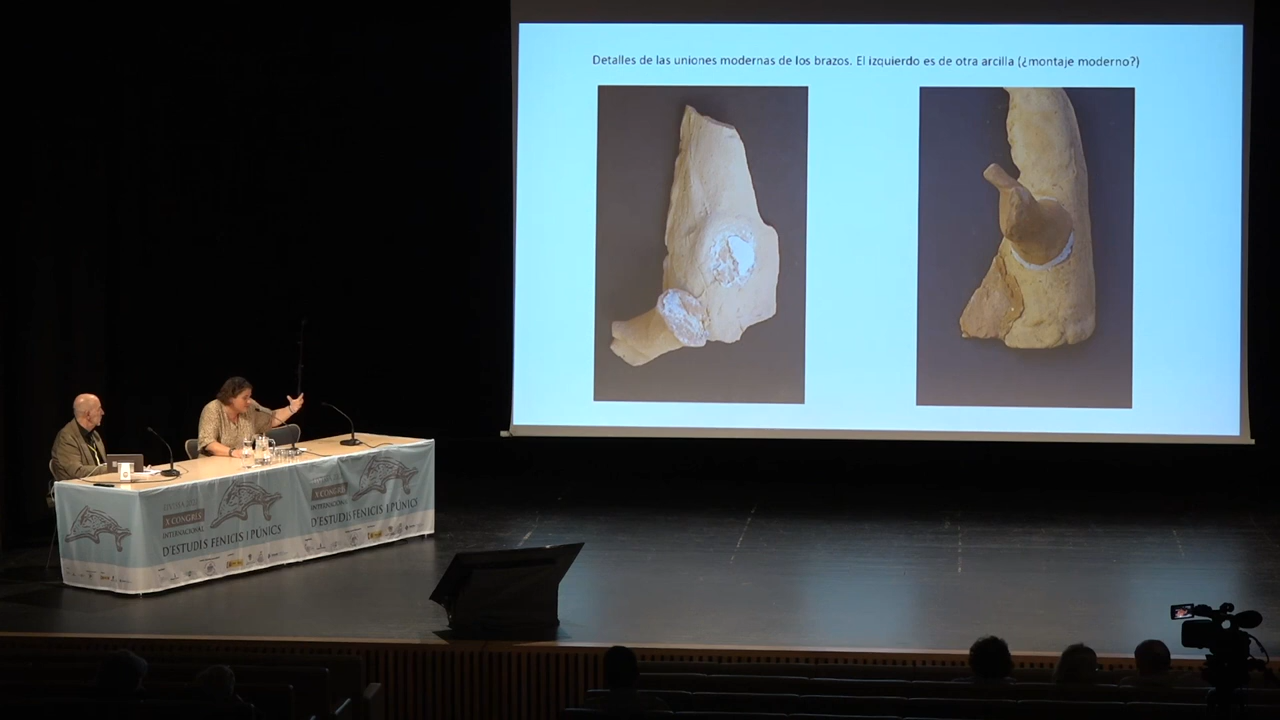 Detalles de las uniones modernas de los brazos. El izquierdo es de otra arcilla (¿montaje moderno?)
X CONGRÉS
INTERNACIONAL
D'ESTUDIS FENICIS I PÚNICS
X CONGRÉS
INTERNACIONAL
D'ESTUDIS FENICIS I PÚNICS